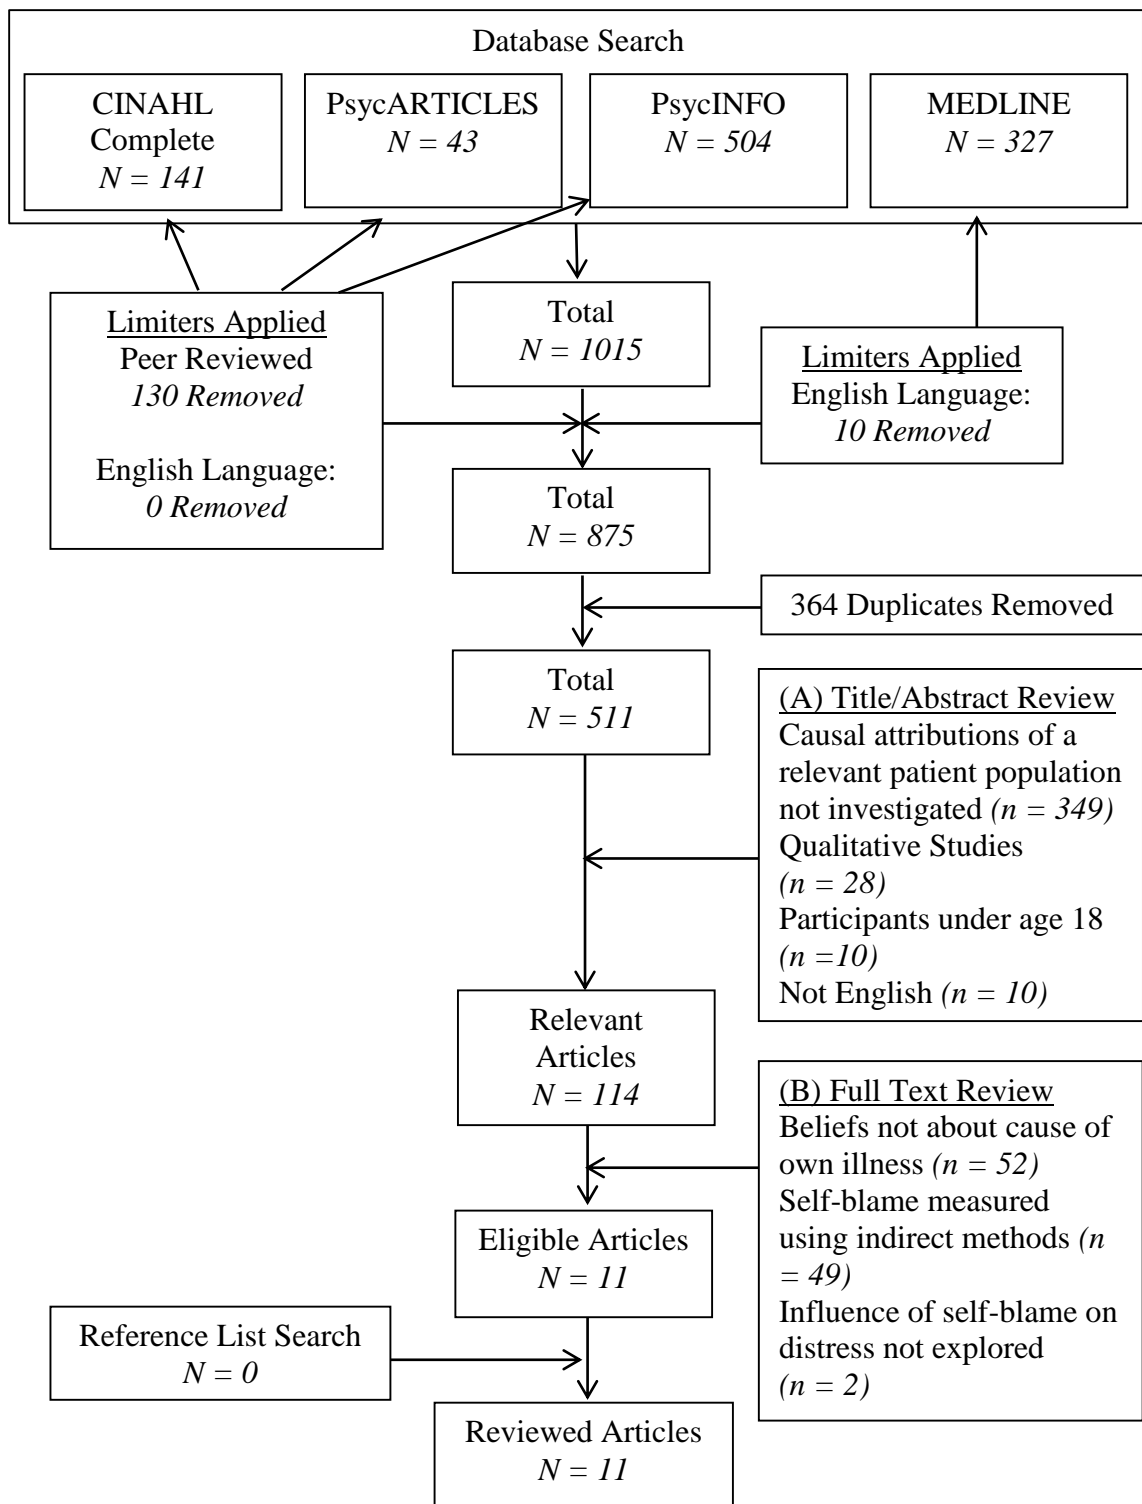 Database Search
CINAHL
Complete
N = 141
PsycARTICLES
N = 43
PsycINFO
N = 504
MEDLINE
N = 327
Limiters Applied
Peer Reviewed
130 Removed
English Language:
0 Removed
Total
N = 1015
Limiters Applied
English Language:
10 Removed
Total
N = 875
364 Duplicates Removed
Total
N = 511
(A) Title/Abstract Review
Causal attributions of a
relevant patient population
not investigated (n = 349)
Qualitative Studies
(n = 28)
Participants under age 18
(n =10)
Not English (n = 10)
Relevant
Articles
N = 114
(B) Full Text Review
Beliefs not about cause of
own illness (n = 52)
Self-blame measured
using indirect methods (n
= 49)
Influence of self-blame on
distress not explored
(n = 2)
Eligible Articles
N = 11
Reference List Search
N = 0
Reviewed Articles
N = 11